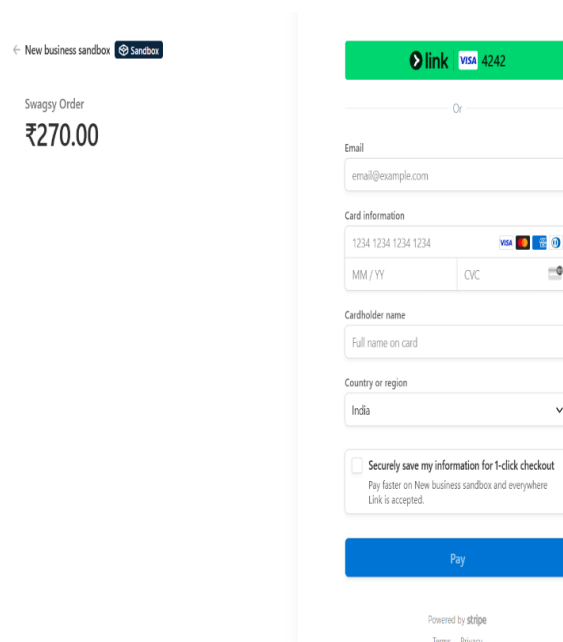 New business sandbox Sandbox
Swagsy Order
₹270.00
link VISA 4242
Or
Email
email@example.com
Card information
1234 1234 1234 1234 VISA
MM / YY CVC
Cardholder name
Full name on card
Country or region
India
Securely save my information for 1-click checkout
Pay faster on New business sandbox and everywhere
Link is accepted.
Pay
Powered by stripe
Terms Privacy